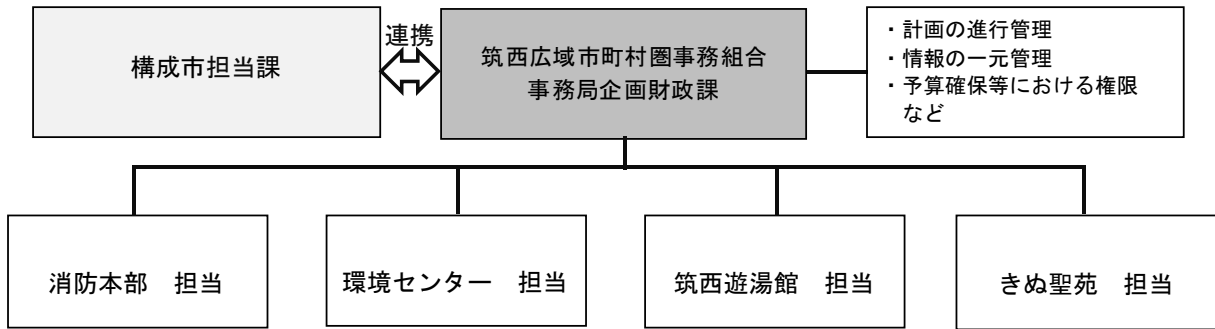 構成市担当課
連携
筑西広域市町村圏事務組合
事務局企画財政課
・計画の進行管理
・情報の一元管理
・予算確保等における権限
など
消防本部　担当
環境センター　担当
筑西遊湯館　担当
きぬ聖苑　担当